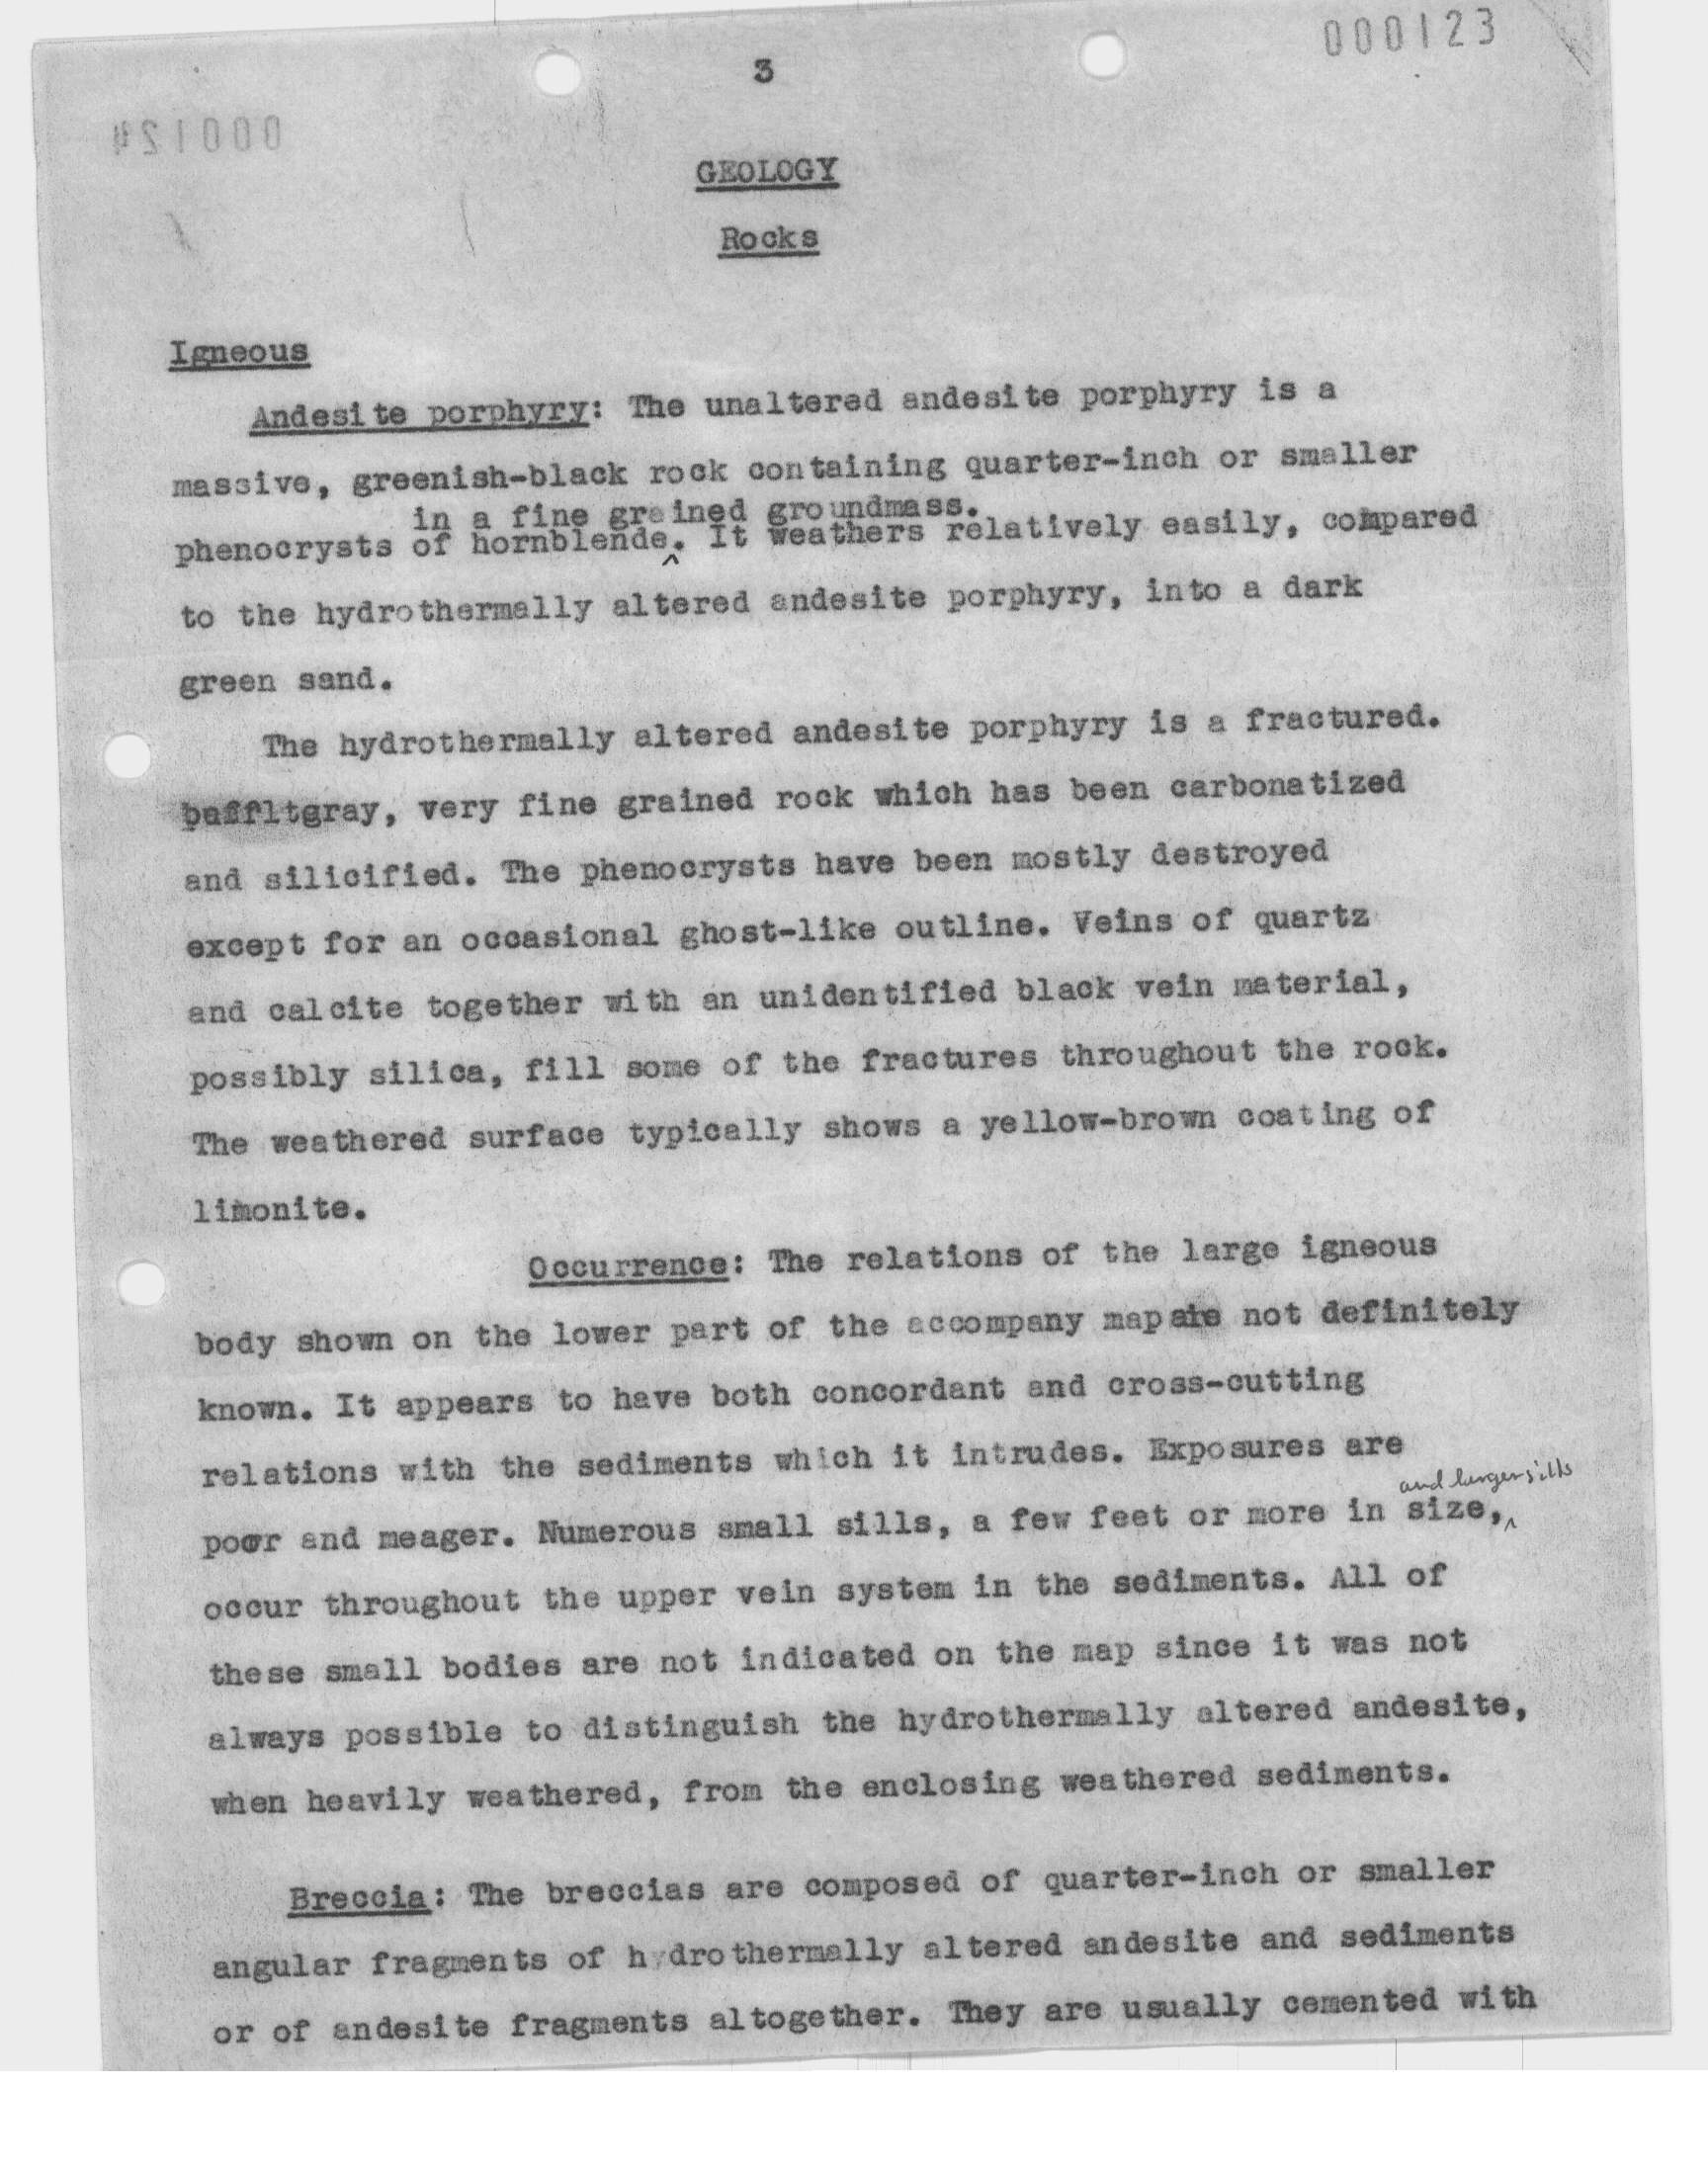 000123
3
000124
GEOLOGY
Rocks
Igneous
Andesite porphyry: The unaltered andesite porphyry is a
massive, greenish-black rock containing quarter-inch or smaller
in a fine grained groundmass.
phenocrysts of hornblende. It weathers relatively easily, compared
^
to the hydrothermally altered andesite porphyry, into a dark
green sand.
The hydrothermally altered andesite porphyry is a fractured.
gray, very fine grained rock which has been carbonatized
and silicified. The phenocrysts have been mostly destroyed
except for an occasional ghost-like outline. Veins of quartz
and calcite together with an unidentified black vein material,
possibly silica, fill some of the fractures throughout the rock.
The weathered surface typically shows a yellow-brown coating of
limonite.
Occurrence: The relations of the large igneous
body shown on the lower part of the accompany map are not definitely
known. It appears to have both concordant and cross-cutting
relations with the sediments which it intrudes. Exposures are
and larger sills
poor and meager. Numerous small sills, a few feet or more in size,^
occur throughout the upper vein system in the sediments. All of
these small bodies are not indicated on the map since it was not
always possible to distinguish the hydrothermally altered andesite,
when heavily weathered, from the enclosing weathered sediments.
Breccia: The breccias are composed of quarter-inch or smaller
angular fragments of hydrothermally altered andesite and sediments
or of andesite fragments altogether. They are usually cemented with